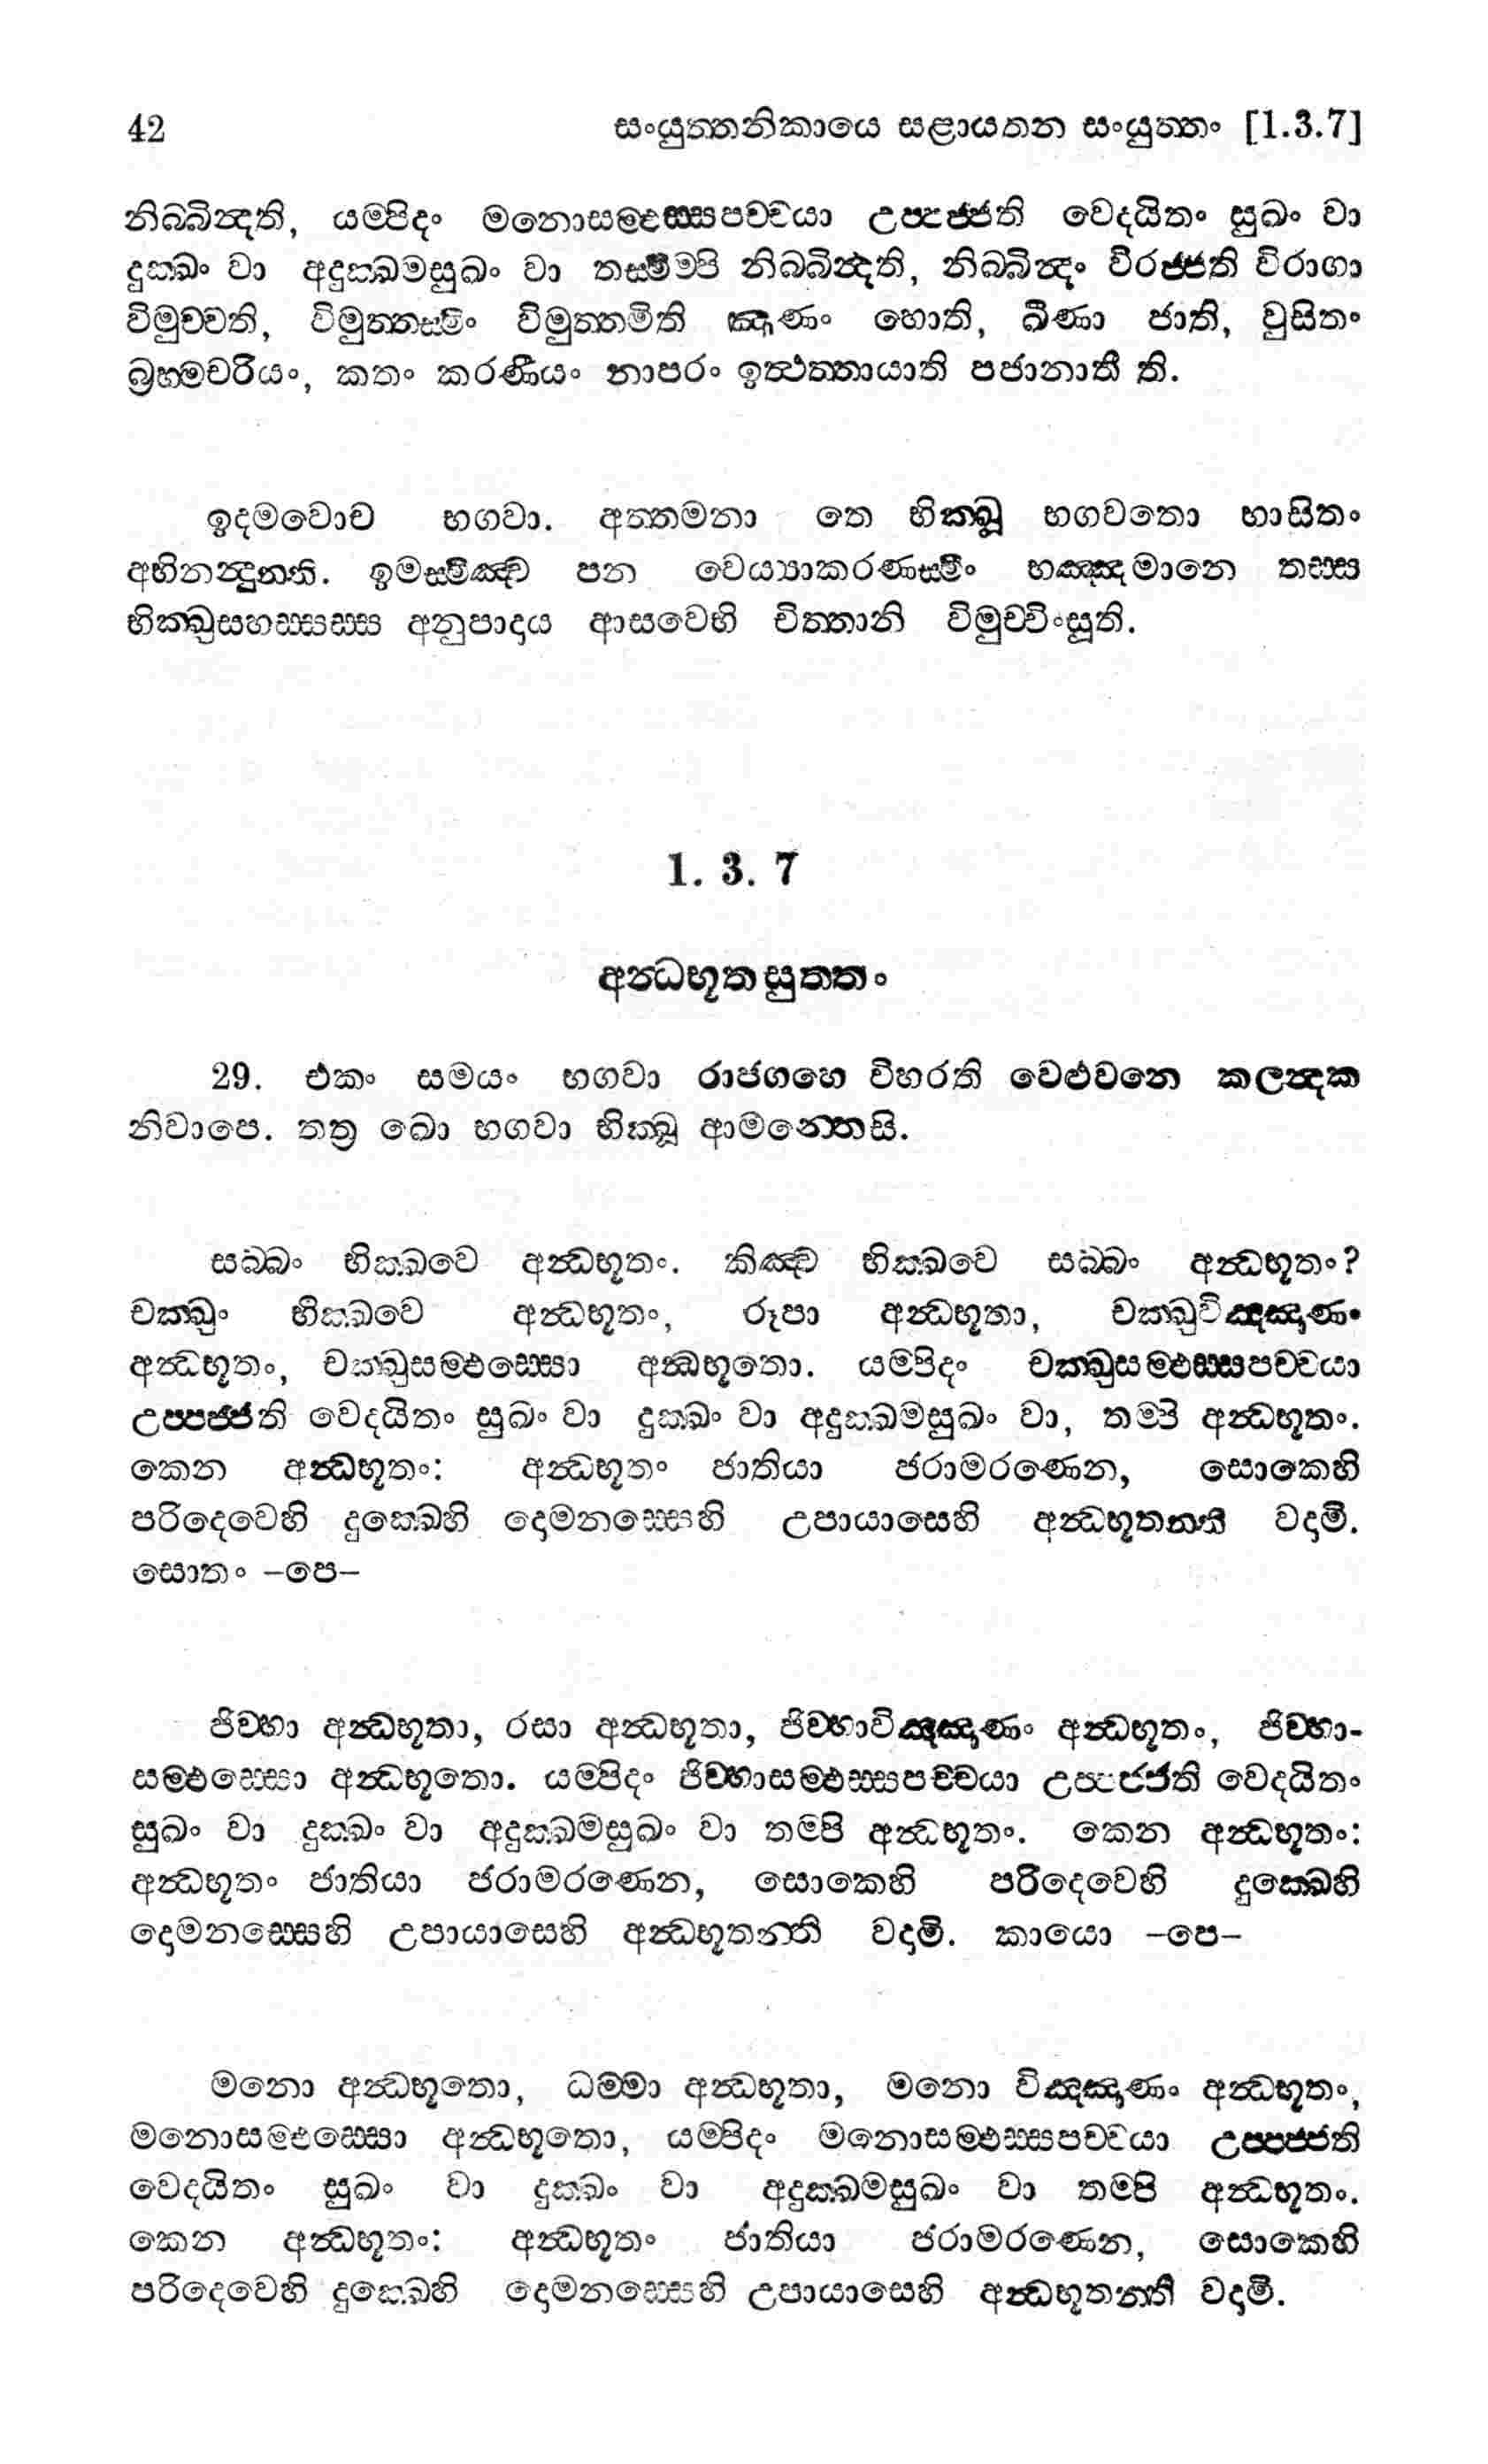 42 සංයුත්තනිකායෙ සළායතන සංයුත්තං [1.3.7]
නිබ්බින්දති, යම්පිදං මනොසම්ඵස්සපච්චයා උප්පජ්ජති වෙදයිතං සුඛං වා
දුක්ඛං වා අදුක්ඛමසුඛං වා තස්මිම්පි නිබ්බින්දති, නිබ්බින්දං විරජ්ජති විරාගා
විමුච්චති, විමුත්තස්මිං විමුත්තමිති ඤාණං හොති, ඛීණා ජාති, වුසිතං
බ්‍රහ්මචරියං, කතං කරණීයං නාපරං ඉත්ථත්තායාති පජානාතී ති.
ඉදමවොච භගවා. අත්තමනා තෙ භික්ඛූ භගවතො භාසිතං
අභිනන්දුන්ති. ඉමස්මිඤ්ච පන වෙය්‍යාකරණස්මිං භඤ්ඤමානෙ තස්ස
භික්ඛුසහස්සස්ස අනුපාදාය ආසවෙහි චිත්තානි විමුච්චිංසූති.
1. 3. 7
අන්ධභූතසුත්තං
29. එකං සමයං භගවා රාජගහෙ විහරති වෙළුවනෙ කලන්දක
නිවාපෙ. තත්‍ර ඛො භගවා භික්ඛූ ආමන්තෙසි.
සබ්බං භික්ඛවෙ අන්ධභූතං. කිඤ්ච භික්ඛවෙ සබ්බං අන්ධභූතං?
චක්ඛුං භික්ඛවෙ අන්ධභූතං, රූපා අන්ධභූතා, චක්ඛුවිඤ්ඤාණං
අන්ධභූතං, චක්ඛුසම්ඵස්සො අන්ධභූතො. යම්පිදං චක්ඛුසම්ඵස්සපච්චයා
උප්පජ්ජති වෙදයිතං සුඛං වා දුක්ඛං වා අදුක්ඛමසුඛං වා, තම්පි අන්ධභූතං.
කෙන අන්ධභූතං: අන්ධභූතං ජාතියා ජරාමරණෙන, සොකෙහි
පරිදෙවෙහි දුක්ඛෙහි දොමනස්සෙහි උපායාසෙහි අන්ධභූතන්ති වදාමි.
සොතං –පෙ–
ජිව්හා අන්ධභූතා, රසා අන්ධභූතා, ජිව්හාවිඤ්ඤාණං අන්ධභූතං, ජිව්හා-
සම්ඵස්සො අන්ධභූතො. යම්පිදං ජිව්හාසම්ඵස්සපච්චයා උප්පජ්ජති වෙදයිතං
සුඛං වා දුක්ඛං වා අදුක්ඛමසුඛං වා තම්පි අන්ධභූතං. කෙන අන්ධභූතං:
අන්ධභූතං ජාතියා ජරාමරණෙන, සොකෙහි පරිදෙවෙහි දුක්ඛෙහි
දොමනස්සෙහි උපායාසෙහි අන්ධභූතන්ති වදාමි. කායො –පෙ–
මනො අන්ධභූතො, ධම්මා අන්ධභූතා, මනො විඤ්ඤාණං අන්ධභූතං,
මනොසම්ඵස්සො අන්ධභූතො, යම්පිදං මනොසම්ඵස්සපච්චයා උප්පජ්ජති
වෙදයිතං සුඛං වා දුක්ඛං වා අදුක්ඛමසුඛං වා තම්පි අන්ධභූතං.
කෙන අන්ධභූතං: අන්ධභූතං ජාතියා ජරාමරණෙන, සොකෙහි
පරිදෙවෙහි දුක්ඛෙහි දොමනස්සෙහි උපායාසෙහි අන්ධභූතන්ති වදාමි.